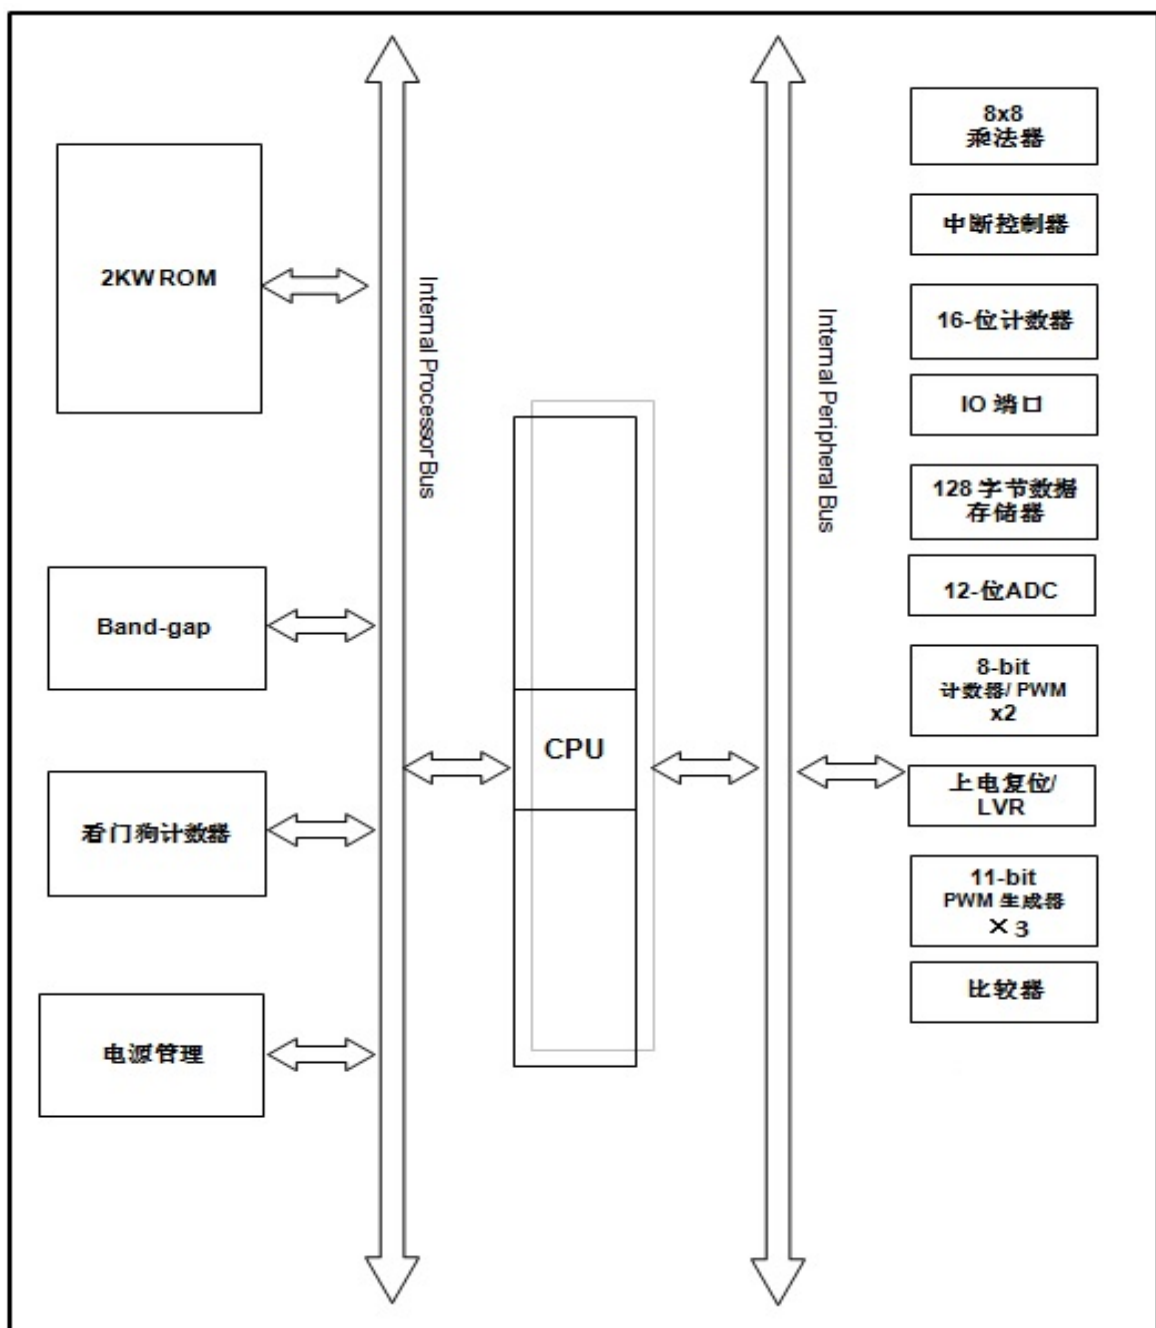 2KW ROM
Band-gap
看门狗计数器
电源管理
Internal Processor Bus
CPU
Internal Peripheral Bus
8x8
乘法器
中断控制器
16-位计数器
IO 端口
128 字节数据
存储器
12-位ADC
8-bit
计数器/ PWM
x2
上电复位/
LVR
11-bit
PWM 生成器
× 3
比较器